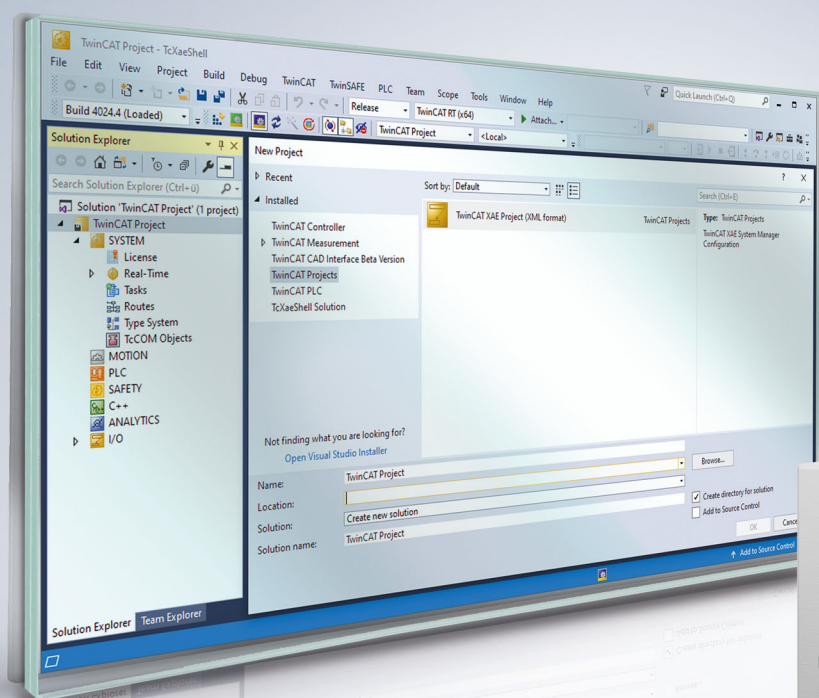 TwinCAT Project - TcXaeShell
File Edit View Project Build Debug TwinCAT TwinSAFE PLC Team Scope Tools Window Help
Quick Launch (Ctrl+Q)
Release
TwinCAT RT (x64)
Attach...
Build 4024.4 (Loaded)
TwinCAT Project
<Local>
Solution Explorer
Search Solution Explorer (Ctrl+ü)
Solution 'TwinCAT Project' (1 project)
TwinCAT Project
SYSTEM
License
Real-Time
Tasks
Routes
Type System
TcCOM Objects
MOTION
PLC
SAFETY
C++
ANALYTICS
I/O
Solution Explorer
Team Explorer
New Project
? X
Recent
Installed
TwinCAT Controller
TwinCAT Measurement
TwinCAT CAD Interface Beta Version
TwinCAT Projects
TwinCAT PLC
TcXaeShell Solution
Not finding what you are looking for?
Open Visual Studio Installer
Sort by: Default
TwinCAT XAE Project (XML format)
TwinCAT Projects
Search (Ctrl+E)
Type: TwinCAT Projects
TwinCAT XAE System Manager
Configuration
Name: TwinCAT Project
Location:
Browse...
Solution: Create new solution
Create directory for solution
Solution name: TwinCAT Project
Add to Source Control
OK
Cance
Add to Source Control